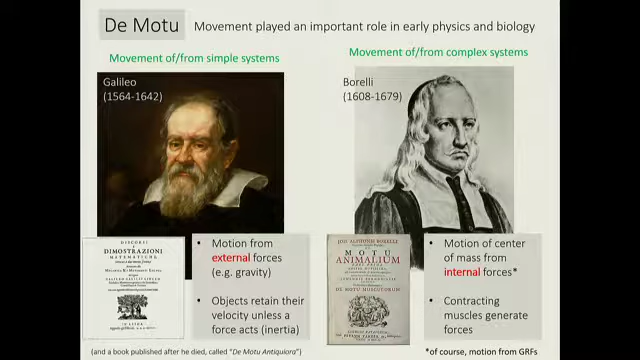 De Motu
Movement played an important role in early physics and biology
Movement of/from simple systems
Galileo
(1564-1642)
DISCORSI
E
DIMOSTRAZIONI
MATEMATICHE,
• Motion from
external forces
(e.g. gravity)
• Objects retain their
velocity unless a
force acts (inertia)
(and a book published after he died, called "De Motu Antiquiora")
Movement of/from complex systems
Borelli
(1608-1679)
DE
MOTU
ANIMALIUM
• Motion of center
of mass from
internal forces*
• Contracting
muscles generate
forces
*of course, motion from GRFs